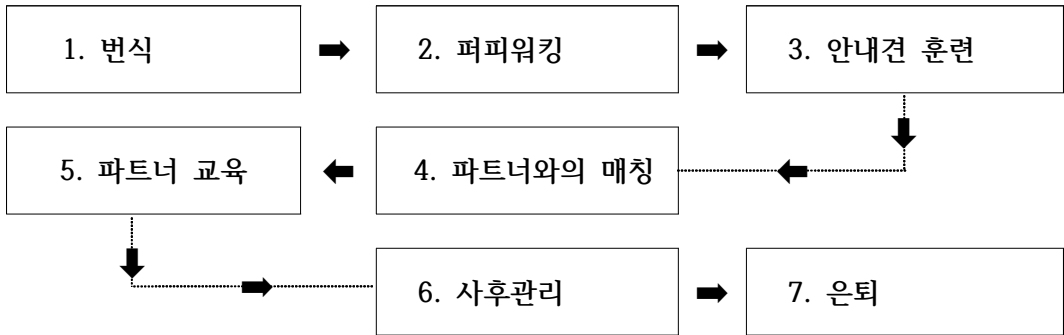 1. 번식
2. 퍼피워킹
3. 안내견 훈련
4. 파트너와의 매칭
5. 파트너 교육
6. 사후관리
7. 은퇴